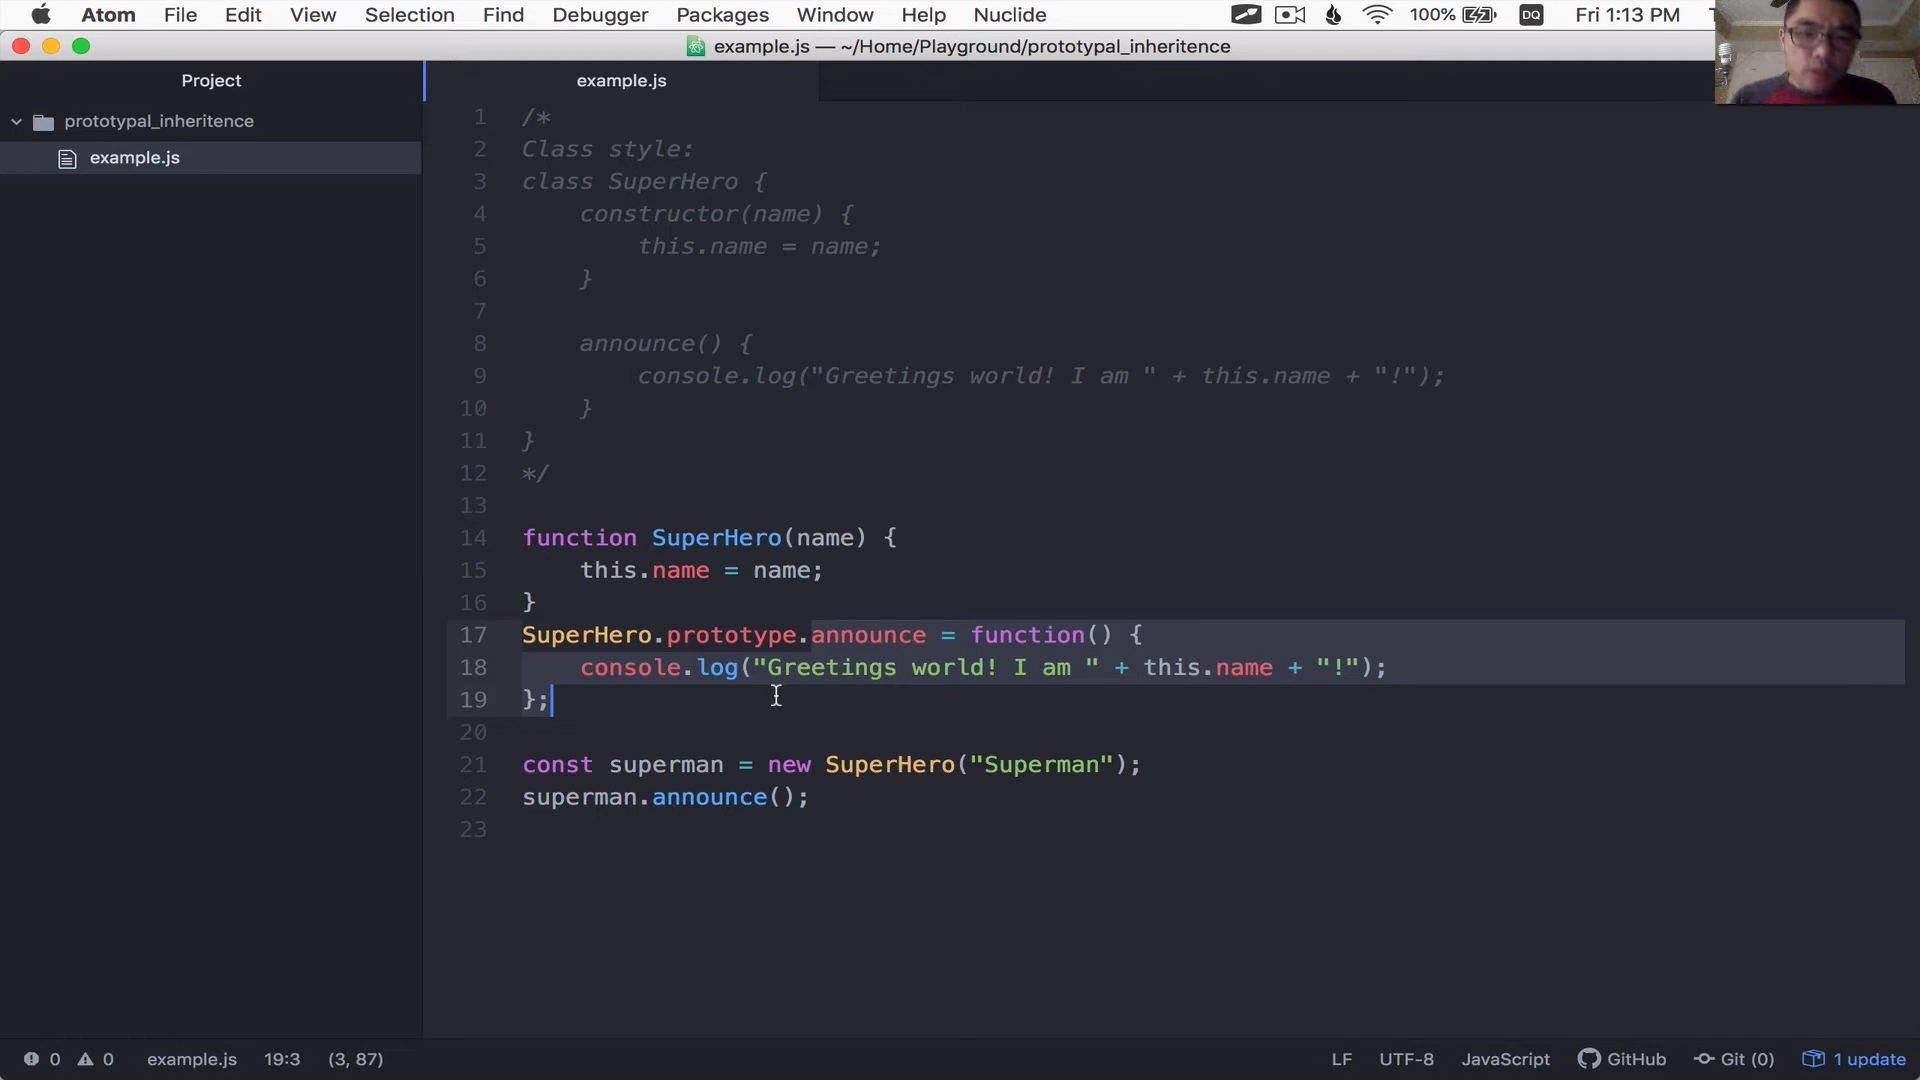 Atom File Edit View Selection Find Debugger Packages Window Help Nuclide 100% DQ Fri 1:13 PM
example.js — ~/Home/Playground/prototypal_inheritence
Project
example.js
prototypal_inheritence
example.js
1 /*
2 Class style:
3 class SuperHero {
4 constructor(name) {
5 this.name = name;
6 }
7
8 announce() {
9 console.log("Greetings world! I am " + this.name + "!");
10 }
11 }
12 */
13
14 function SuperHero(name) {
15 this.name = name;
16 }
17 SuperHero.prototype.announce = function() {
18 console.log("Greetings world! I am " + this.name + "!");
19 };
20
21 const superman = new SuperHero("Superman");
22 superman.announce();
23
0 0 example.js 19:3 (3, 87) LF UTF-8 JavaScript GitHub Git (0) 1 update